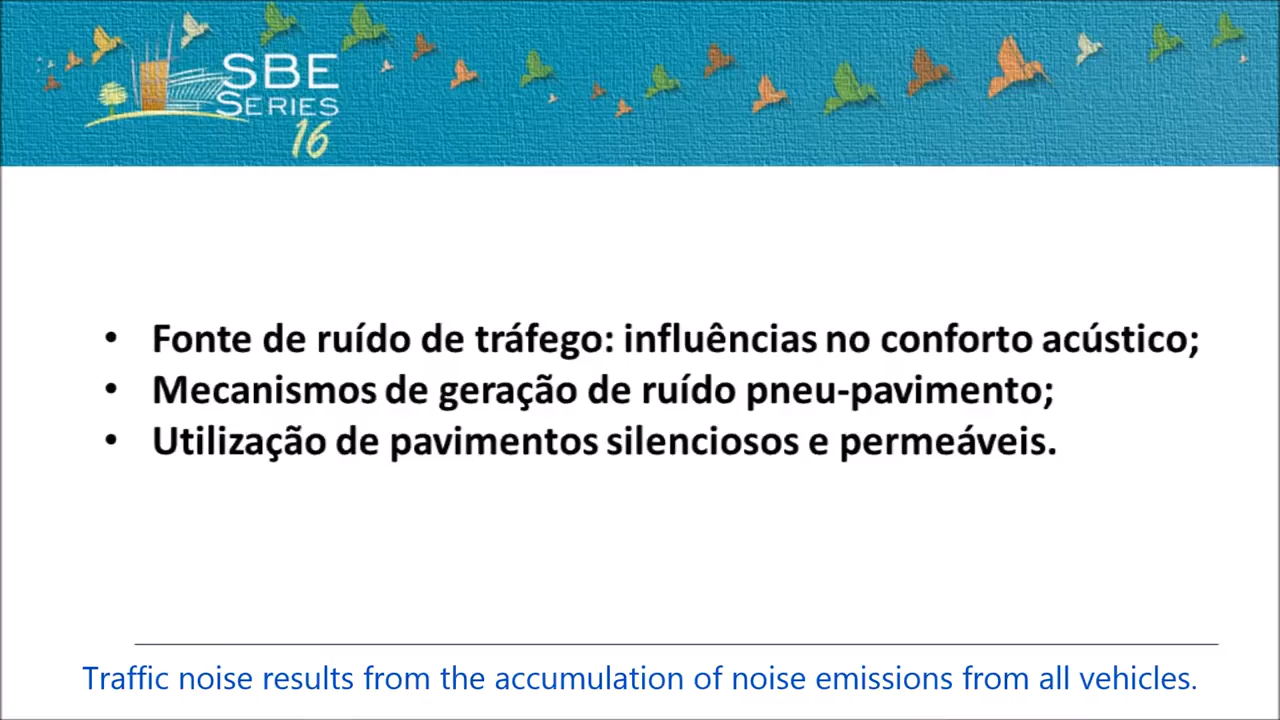 SBE
SERIES
16
• Fonte de ruído de tráfego: influências no conforto acústico;
• Mecanismos de geração de ruído pneu-pavimento;
• Utilização de pavimentos silenciosos e permeáveis.
Traffic noise results from the accumulation of noise emissions from all vehicles.